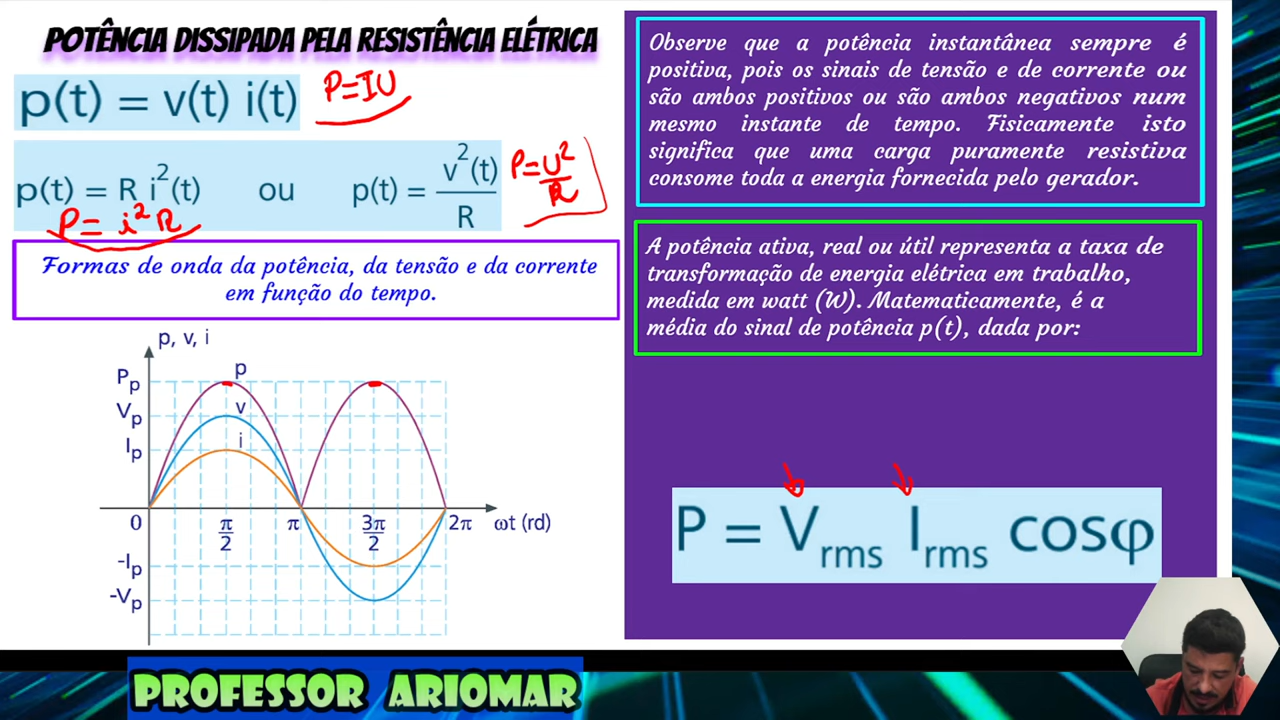 POTÊNCIA DISSIPADA PELA RESISTÊNCIA ELÉTRICA
p(t) = v(t) i(t)
P=IU
p(t) = R i²(t) ou p(t) = v²(t)/R
P=U²/R
P= i²R
Formas de onda da potência, da tensão e da corrente
em função do tempo.
p, v, i
Pp
p
Vp
v
Ip
i
0
π/2
π
3π/2
2π
ωt (rd)
-Ip
-Vp
Observe que a potência instantânea sempre é
positiva, pois os sinais de tensão e de corrente ou
são ambos positivos ou são ambos negativos num
mesmo instante de tempo. Fisicamente isto
significa que uma carga puramente resistiva
consome toda a energia fornecida pelo gerador.
A potência ativa, real ou útil representa a taxa de
transformação de energia elétrica em trabalho,
medida em watt (W). Matematicamente, é a
média do sinal de potência p(t), dada por:
P = Vrms Irms cosφ
PROFESSOR ARIOMAR